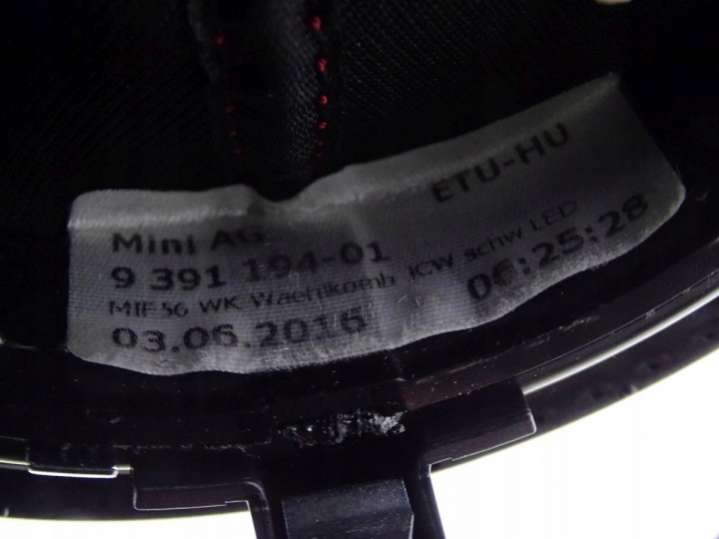 Mini AG ETU-HU
9 391 194-01
MIF56 WK Waehlkomb JCW schw LED
03.06.2016 06:25:28